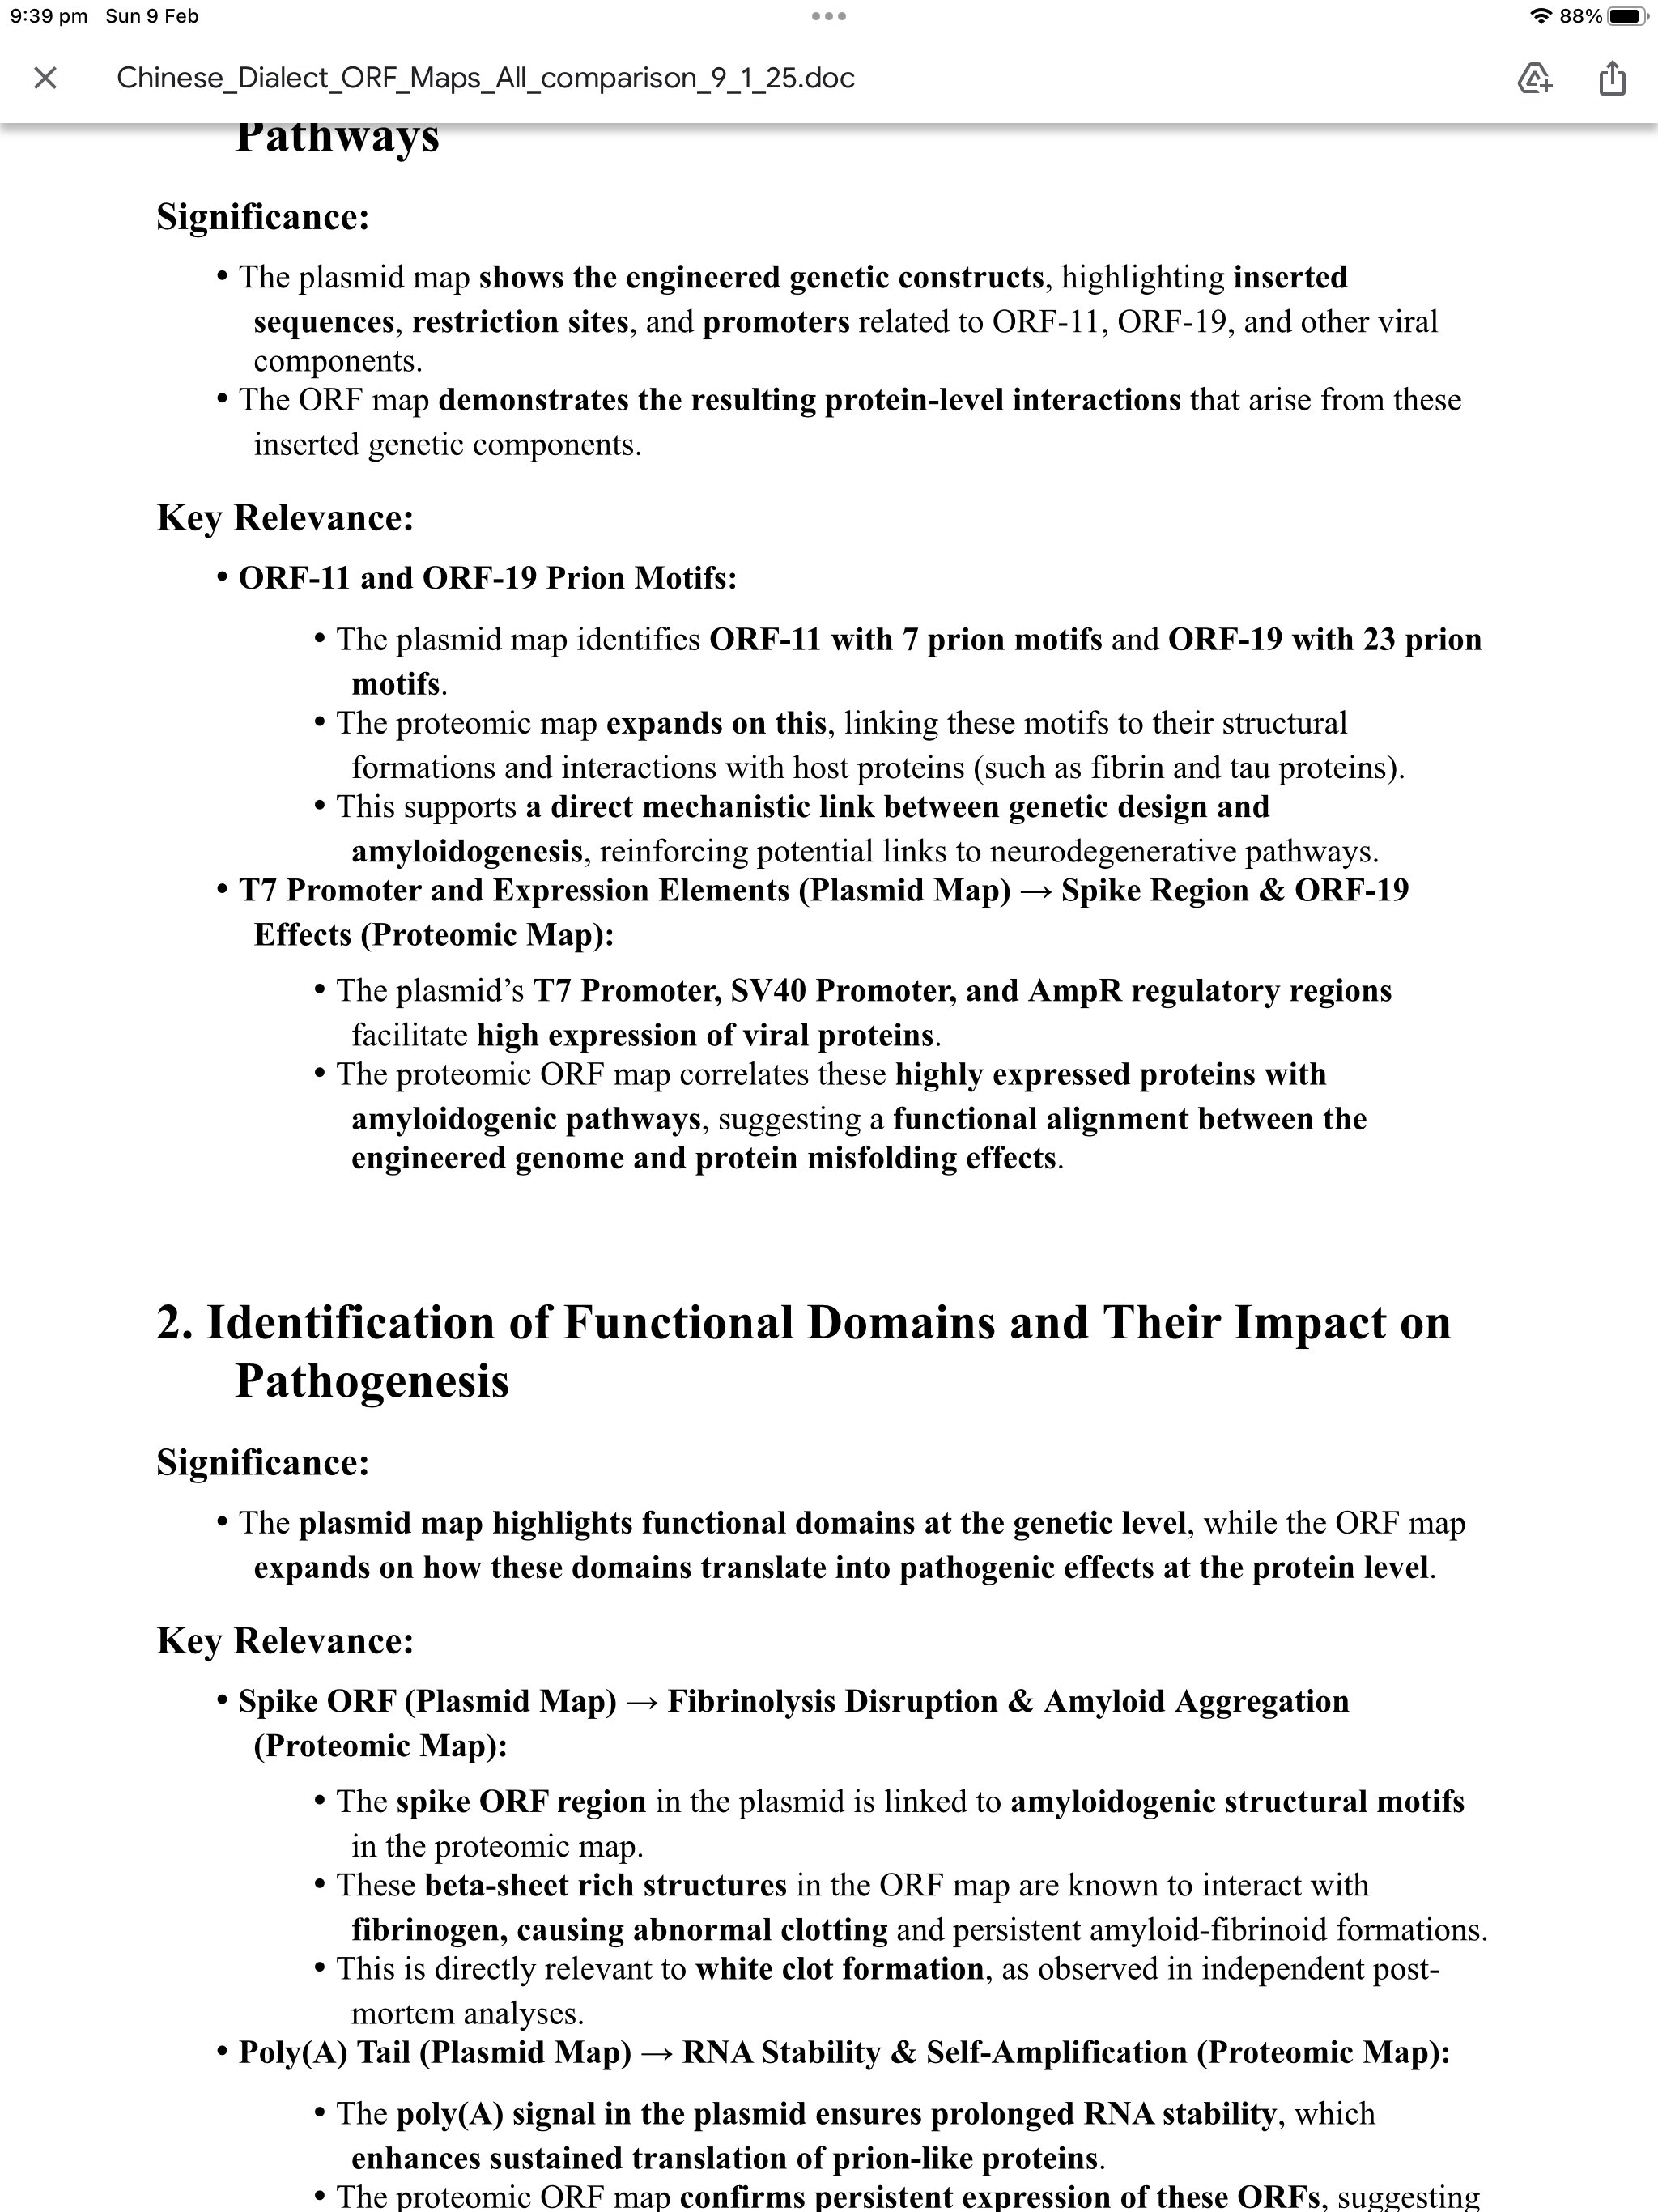 9:39 pm Sun 9 Feb
88%
Chinese_Dialect_ORF_Maps_All_comparison_9_1_25.doc
Pathways
Significance:
• The plasmid map shows the engineered genetic constructs, highlighting inserted
sequences, restriction sites, and promoters related to ORF-11, ORF-19, and other viral
components.
• The ORF map demonstrates the resulting protein-level interactions that arise from these
inserted genetic components.
Key Relevance:
• ORF-11 and ORF-19 Prion Motifs:
• The plasmid map identifies ORF-11 with 7 prion motifs and ORF-19 with 23 prion
motifs.
• The proteomic map expands on this, linking these motifs to their structural
formations and interactions with host proteins (such as fibrin and tau proteins).
• This supports a direct mechanistic link between genetic design and
amyloidogenesis, reinforcing potential links to neurodegenerative pathways.
• T7 Promoter and Expression Elements (Plasmid Map) → Spike Region & ORF-19
Effects (Proteomic Map):
• The plasmid’s T7 Promoter, SV40 Promoter, and AmpR regulatory regions
facilitate high expression of viral proteins.
• The proteomic ORF map correlates these highly expressed proteins with
amyloidogenic pathways, suggesting a functional alignment between the
engineered genome and protein misfolding effects.
2. Identification of Functional Domains and Their Impact on
Pathogenesis
Significance:
• The plasmid map highlights functional domains at the genetic level, while the ORF map
expands on how these domains translate into pathogenic effects at the protein level.
Key Relevance:
• Spike ORF (Plasmid Map) → Fibrinolysis Disruption & Amyloid Aggregation
(Proteomic Map):
• The spike ORF region in the plasmid is linked to amyloidogenic structural motifs
in the proteomic map.
• These beta-sheet rich structures in the ORF map are known to interact with
fibrinogen, causing abnormal clotting and persistent amyloid-fibrinoid formations.
• This is directly relevant to white clot formation, as observed in independent post-
mortem analyses.
• Poly(A) Tail (Plasmid Map) → RNA Stability & Self-Amplification (Proteomic Map):
• The poly(A) signal in the plasmid ensures prolonged RNA stability, which
enhances sustained translation of prion-like proteins.
• The proteomic ORF map confirms persistent expression of these ORFs, suggesting